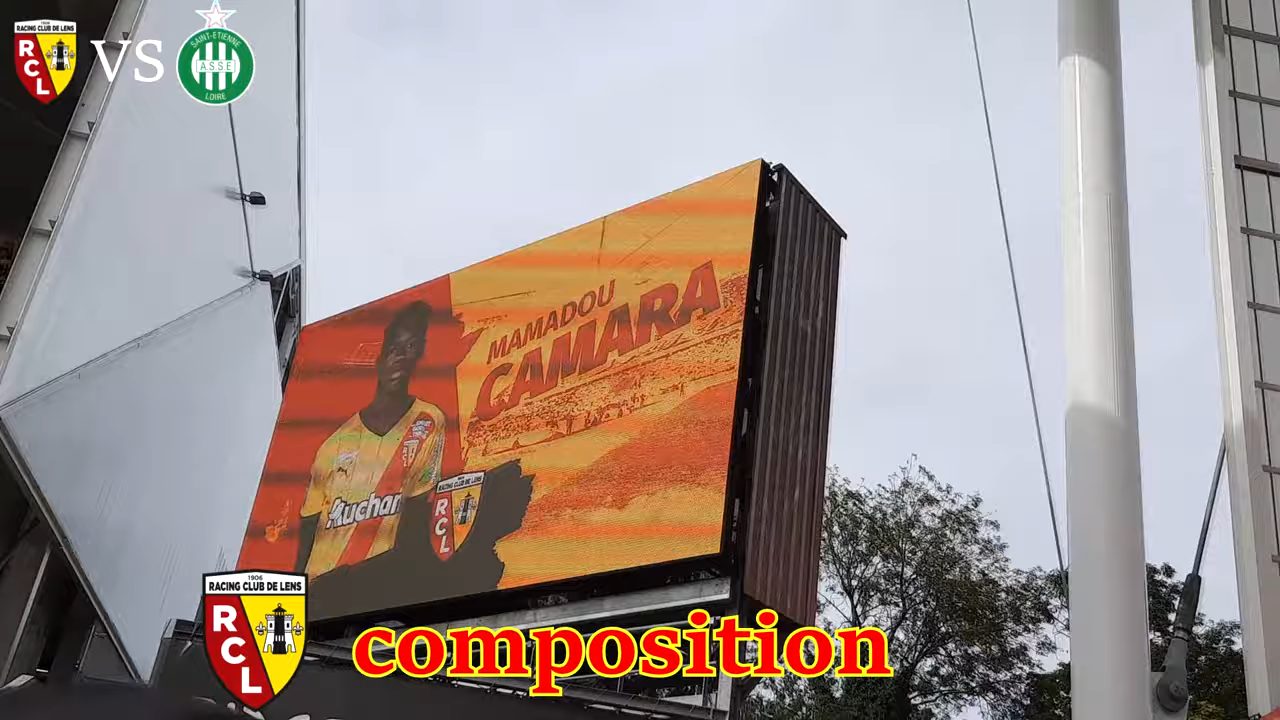 1906
RACING CLUB DE LENS
RCL
VS
SAINT-ETIENNE
A.S.S.E
LOIRE
MAMADOU
CAMARA
Auchan
RACING CLUB DE LENS
RCL
1906
RACING CLUB DE LENS
RCL
composition